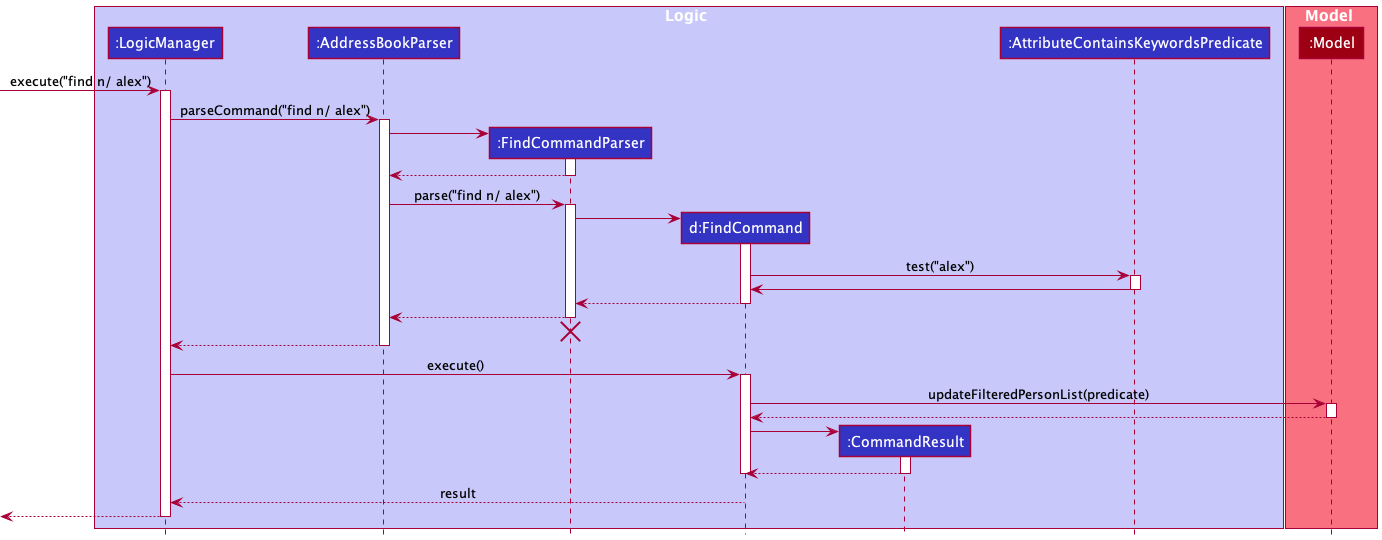 Logic
Model
:LogicManager
:AddressBookParser
:AttributeContainsKeywordsPredicate
:Model
execute("find n/ alex")
parseCommand("find n/ alex")
:FindCommandParser
parse("find n/ alex")
d:FindCommand
test("alex")
execute()
updateFilteredPersonList(predicate)
:CommandResult
result